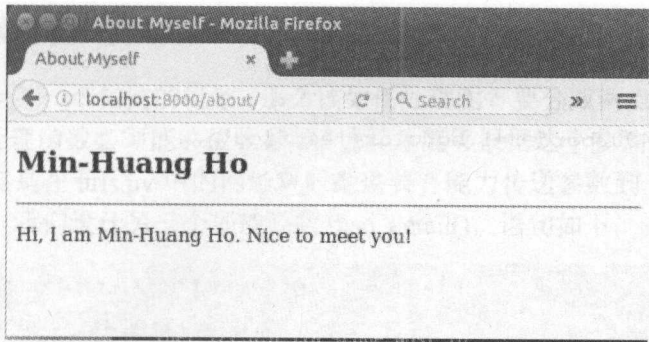 About Myself - Mozilla Firefox
About Myself
localhost:8000/about/
Search
Min-Huang Ho
Hi, I am Min-Huang Ho. Nice to meet you!